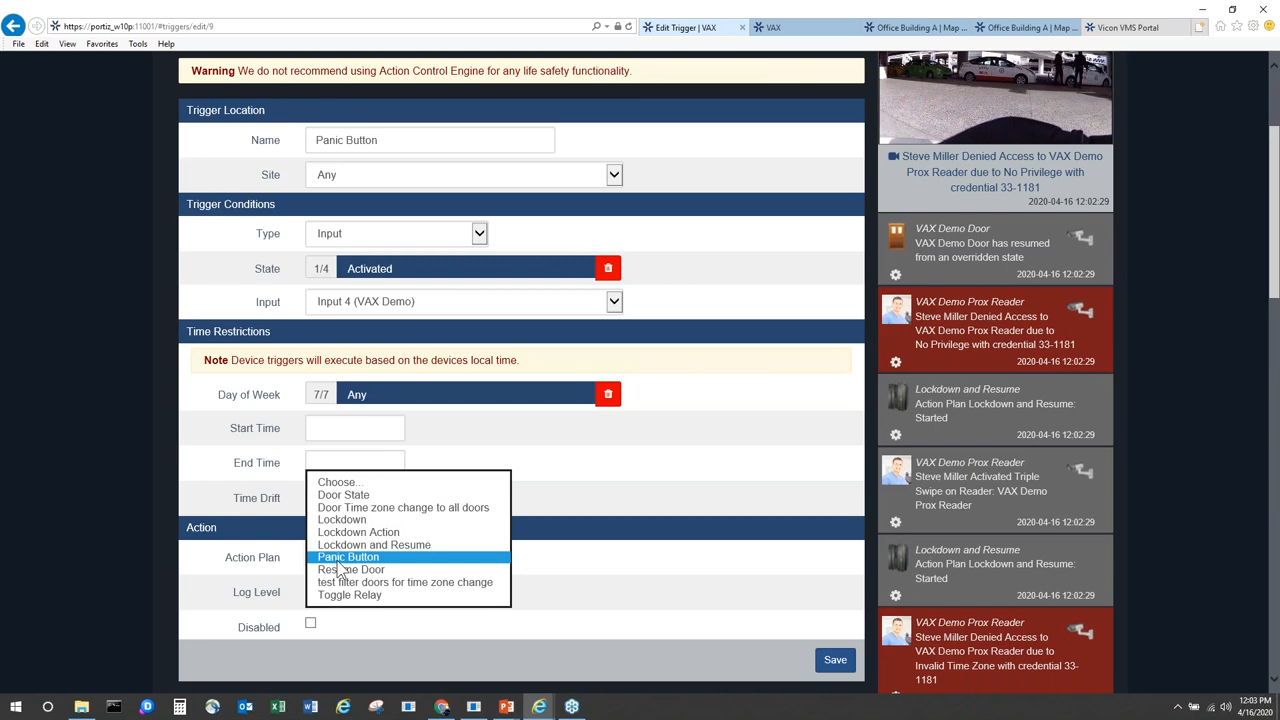 https://portiz_w10p:11001/#triggers/edit/9
Edit Trigger | VAX
VAX
Office Building A | Map ...
Office Building A | Map ...
Vicon VMS Portal
File Edit View Favorites Tools Help
Warning We do not recommend using Action Control Engine for any life safety functionality.
Trigger Location
Name Panic Button
Site Any
Trigger Conditions
Type Input
State 1/4 Activated
Input Input 4 (VAX Demo)
Time Restrictions
Note Device triggers will execute based on the devices local time.
Day of Week 7/7 Any
Start Time
End Time
Time Drift
Action
Action Plan
Log Level
Disabled
Choose...
Door State
Door Time zone change to all doors
Lockdown
Lockdown Action
Lockdown and Resume
Panic Button
Resume Door
test filter doors for time zone change
Toggle Relay
Save
Steve Miller Denied Access to VAX Demo
Prox Reader due to No Privilege with
credential 33-1181
2020-04-16 12:02:29
VAX Demo Door
VAX Demo Door has resumed
from an overridden state
2020-04-16 12:02:29
VAX Demo Prox Reader
Steve Miller Denied Access to
VAX Demo Prox Reader due to
No Privilege with credential 33-1181
2020-04-16 12:02:29
Lockdown and Resume
Action Plan Lockdown and Resume:
Started
2020-04-16 12:02:29
VAX Demo Prox Reader
Steve Miller Activated Triple
Swipe on Reader: VAX Demo
Prox Reader
2020-04-16 12:02:29
Lockdown and Resume
Action Plan Lockdown and Resume:
Started
2020-04-16 12:02:29
VAX Demo Prox Reader
Steve Miller Denied Access to
VAX Demo Prox Reader due to
Invalid Time Zone with credential 33-
1181
12:03 PM
4/16/2020